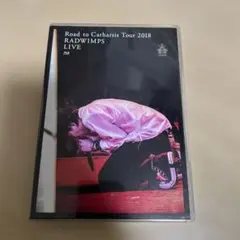 Road to Catharsis Tour 2018
RADWIMPS
LIVE